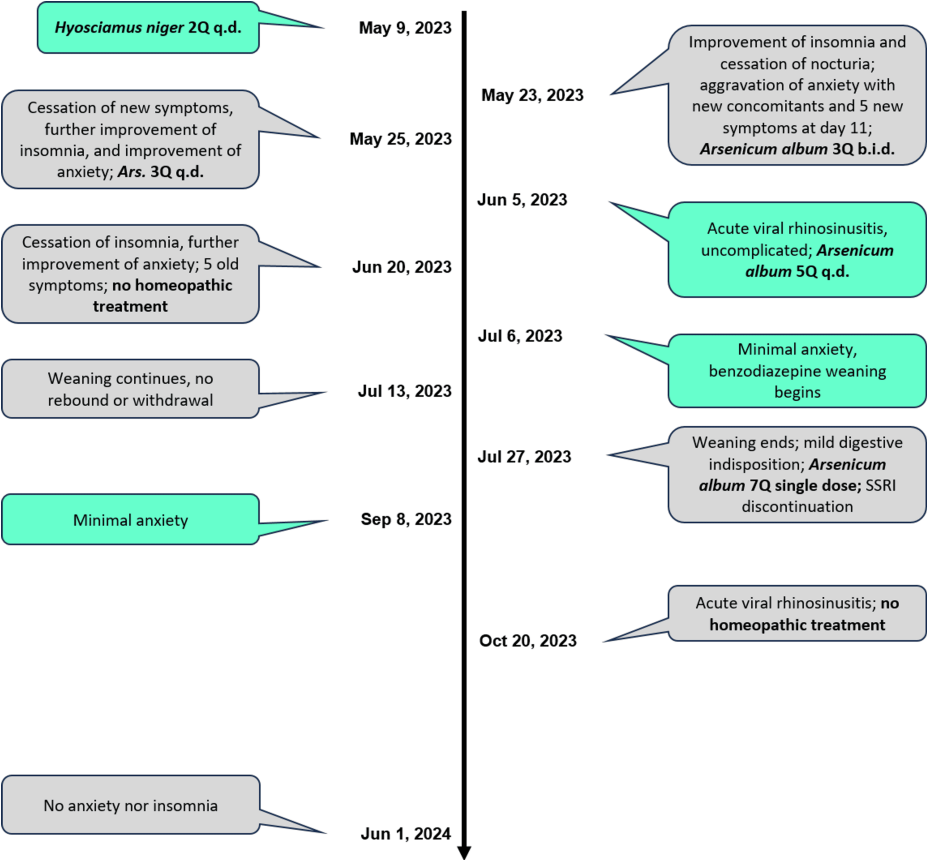 Hyosciamus niger 2Q q.d.
May 9, 2023
Improvement of insomnia and
cessation of nocturia;
aggravation of anxiety with
new concomitants and 5 new
symptoms at day 11;
Arsenicum album 3Q b.i.d.
May 23, 2023
Cessation of new symptoms,
further improvement of
insomnia, and improvement of
anxiety; Ars. 3Q q.d.
May 25, 2023
Jun 5, 2023
Acute viral rhinosinusitis,
uncomplicated; Arsenicum
album 5Q q.d.
Cessation of insomnia, further
improvement of anxiety; 5 old
symptoms; no homeopathic
treatment
Jun 20, 2023
Jul 6, 2023
Minimal anxiety,
benzodiazepine weaning
begins
Weaning continues, no
rebound or withdrawal
Jul 13, 2023
Jul 27, 2023
Weaning ends; mild digestive
indisposition; Arsenicum
album 7Q single dose; SSRI
discontinuation
Minimal anxiety
Sep 8, 2023
Acute viral rhinosinusitis; no
homeopathic treatment
Oct 20, 2023
No anxiety nor insomnia
Jun 1, 2024